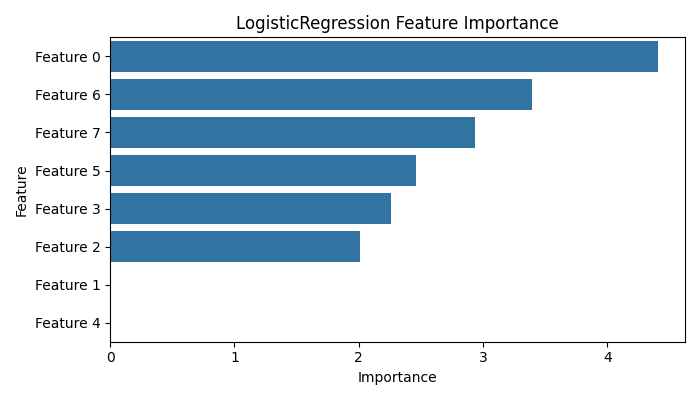 LogisticRegression Feature Importance
Feature 0
Feature 6
Feature 7
Feature 5
Feature 3
Feature 2
Feature 1
Feature 4
Feature
0 1 2 3 4
Importance